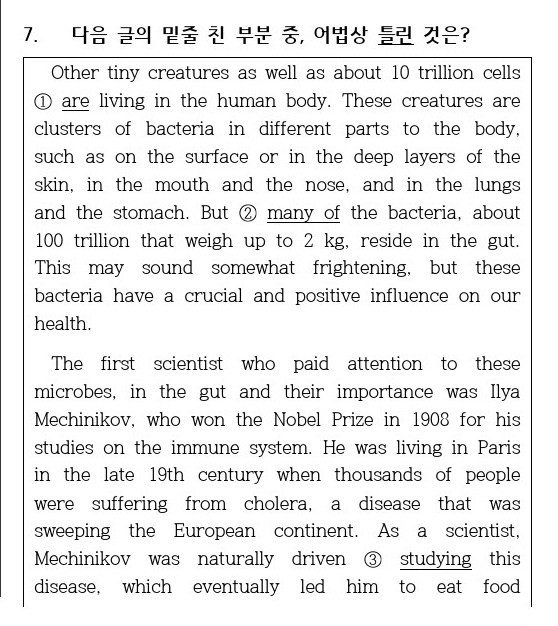 7. 다음 글의 밑줄 친 부분 중, 어법상 틀린 것은?
Other tiny creatures as well as about 10 trillion cells
① are living in the human body. These creatures are
clusters of bacteria in different parts to the body,
such as on the surface or in the deep layers of the
skin, in the mouth and the nose, and in the lungs
and the stomach. But ② many of the bacteria, about
100 trillion that weigh up to 2 kg, reside in the gut.
This may sound somewhat frightening, but these
bacteria have a crucial and positive influence on our
health.
The first scientist who paid attention to these
microbes, in the gut and their importance was Ilya
Mechinikov, who won the Nobel Prize in 1908 for his
studies on the immune system. He was living in Paris
in the late 19th century when thousands of people
were suffering from cholera, a disease that was
sweeping the European continent. As a scientist,
Mechinikov was naturally driven ③ studying this
disease, which eventually led him to eat food